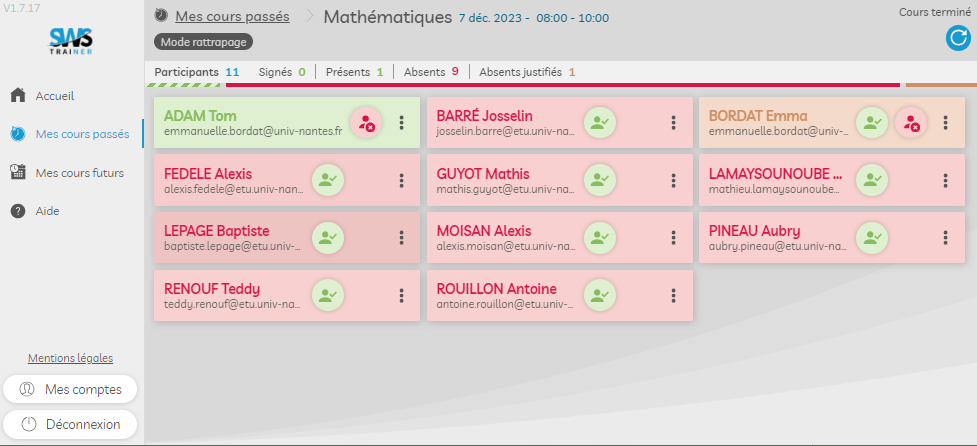 V1.7.17
SWS
TRAINER
Accueil
Mes cours passés
Mes cours futurs
Aide
Mentions légales
Mes comptes
Déconnexion
Mes cours passés Mathématiques 7 déc. 2023 - 08:00 - 10:00
Cours terminé
Mode rattrapage
Participants 11 Signés 0 Présents 1 Absents 9 Absents justifiés 1
ADAM Tom
emmanuelle.bordat@univ-nantes.fr
BARRÉ Josselin
josselin.barre@etu.univ-na...
BORDAT Emma
emmanuelle.bordat@univ-...
FEDELE Alexis
alexis.fedele@etu.univ-nan...
GUYOT Mathis
mathis.guyot@etu.univ-na...
LAMAYSOUNOUBE ...
mathieu.lamaysounoube...
LEPAGE Baptiste
baptiste.lepage@etu.univ-...
MOISAN Alexis
alexis.moisan@etu.univ-na...
PINEAU Aubry
aubry.pineau@etu.univ-na...
RENOUF Teddy
teddy.renouf@etu.univ-na...
ROUILLON Antoine
antoine.rouillon@etu.univ-...